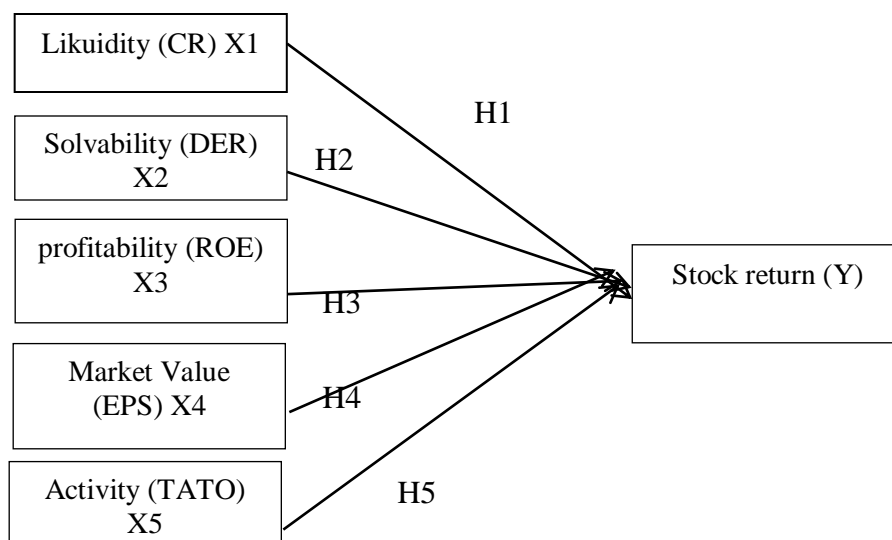 Likuidity (CR) X1
H1
Solvability (DER)
X2
H2
profitability (ROE)
X3
H3
Stock return (Y)
Market Value
(EPS) X4
H4
Activity (TATO)
X5
H5